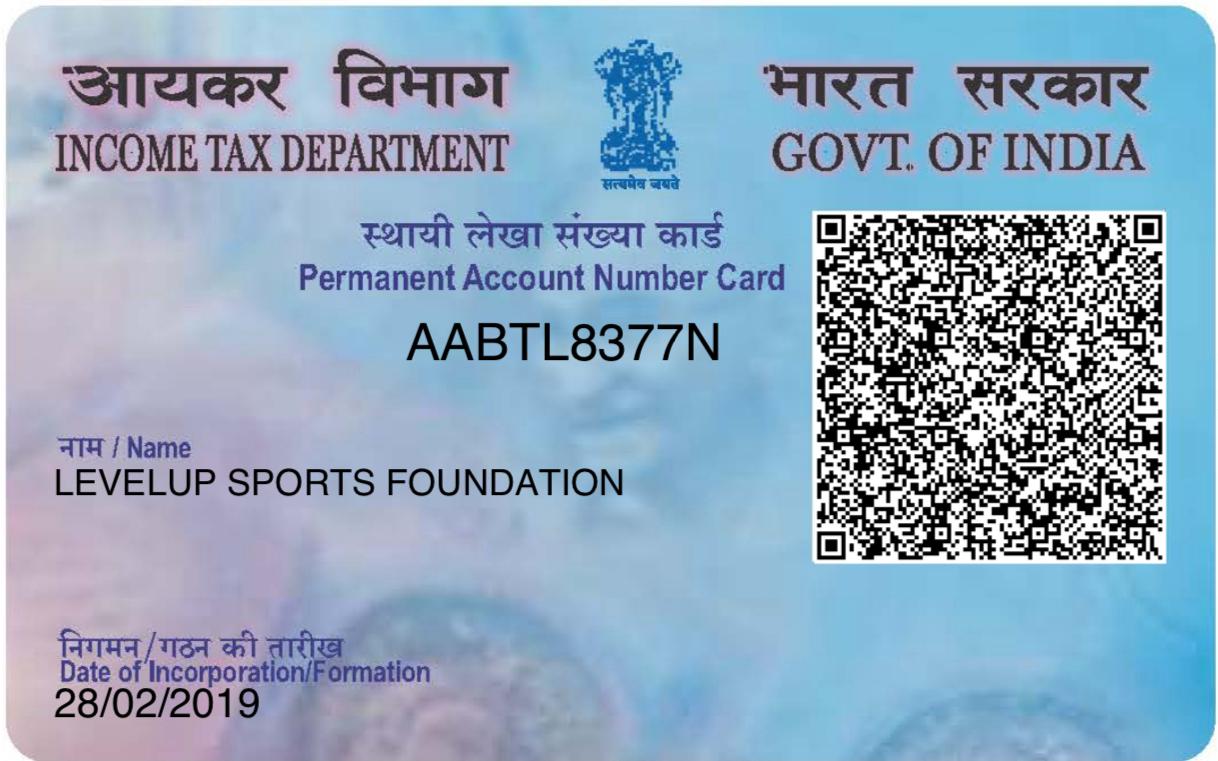 आयकर विभाग
INCOME TAX DEPARTMENT
सत्यमेव जयते
भारत सरकार
GOVT. OF INDIA
स्थायी लेखा संख्या कार्ड
Permanent Account Number Card
AABTL8377N
नाम / Name
LEVELUP SPORTS FOUNDATION
निगमन/गठन की तारीख
Date of Incorporation/Formation
28/02/2019